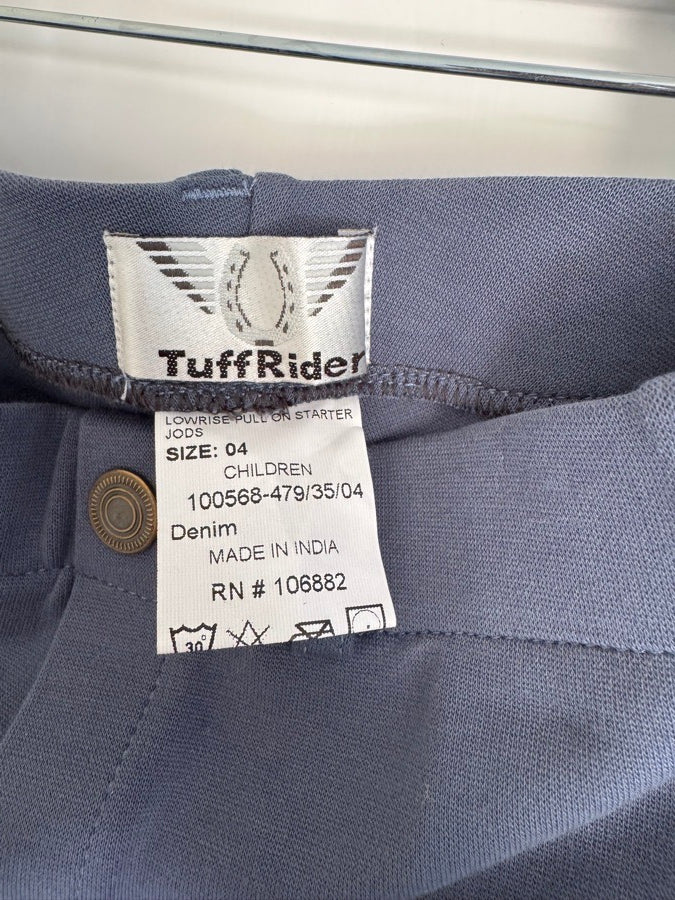 TuffRider
LOWRISE PULL ON STARTER
JODS
SIZE: 04
CHILDREN
100568-479/35/04
Denim
MADE IN INDIA
RN # 106882
30°